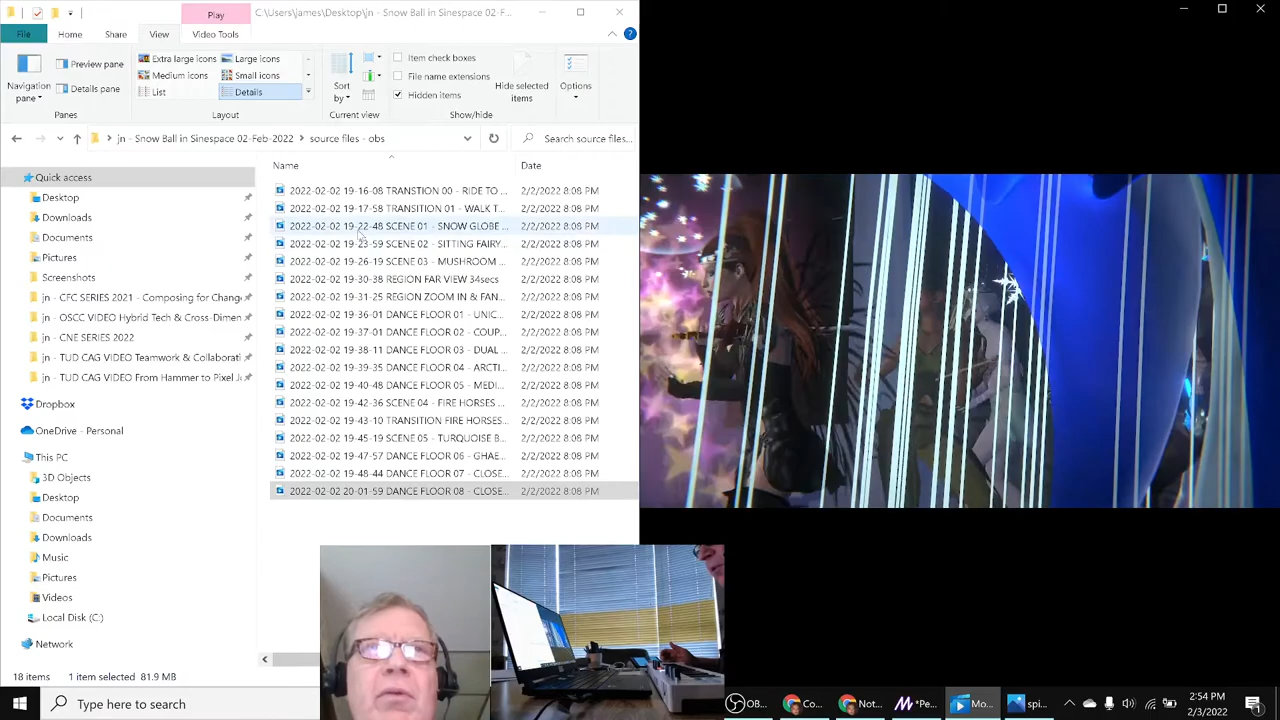 Play
C:\Users\james\Desktop\jn - Snow Ball in Sinespace 02-F...
File Home Share View Video Tools
Navigation pane
Preview pane
Details pane
Panes
Extra large icons
Large icons
Medium icons
Small icons
List
Details
Layout
Sort by
Current view
Item check boxes
File name extensions
Hidden items
Hide selected items
Show/hide
Options
jn - Snow Ball in Sinespace 02-Feb-2022 source files - obs
Search source files...
Name Date
Quick access
Desktop
Downloads
Documents
Pictures
Screenshots
jn - CFC SERIES 2021 - Composing for Change
jn - OSCC VIDEO Hybrid Tech & Cross-Dimen
jn - CNE SERIES 2022
jn - TUD CAG VIDEO Teamwork & Collaborati
jn - TUD CAG VIDEO From Hammer to Pixel J
Dropbox
OneDrive - Personal
This PC
3D Objects
Desktop
Documents
Downloads
Music
Pictures
Videos
Local Disk (C:)
Network
2022-02-02 19-16-08 TRANSTION 00 - RIDE TO ... 2/2/2022 8:08 PM
2022-02-02 19-17-58 TRANSITION 01 - WALK T... 2/2/2022 8:08 PM
2022-02-02 19-22-48 SCENE 01 - SNOW GLOBE ... 2/2/2022 8:08 PM
2022-02-02 19-23-59 SCENE 02 - SITTING FAIRY... 2/2/2022 8:08 PM
2022-02-02 19-26-19 SCENE 03 - MUSHROOM ... 2/2/2022 8:08 PM
2022-02-02 19-30-38 REGION FAR VIEW 34secs 2/2/2022 8:08 PM
2022-02-02 19-31-25 REGION ZOOM IN & FAN... 2/2/2022 8:08 PM
2022-02-02 19-36-01 DANCE FLOOR 01 - UNIC... 2/2/2022 8:08 PM
2022-02-02 19-37-01 DANCE FLOOR 02 - COUP... 2/2/2022 8:08 PM
2022-02-02 19-38-11 DANCE FLOOR 03 - DUAL ... 2/2/2022 8:08 PM
2022-02-02 19-39-35 DANCE FLOOR 04 - ARCTI... 2/2/2022 8:08 PM
2022-02-02 19-40-48 DANCE FLOOR 05 - MEDI... 2/2/2022 8:08 PM
2022-02-02 19-42-36 SCENE 04 - FIRE HORSES ... 2/2/2022 8:08 PM
2022-02-02 19-43-10 TRANSITION FIRE HORSES... 2/2/2022 8:08 PM
2022-02-02 19-45-19 SCENE 05 - TURQUOISE B... 2/2/2022 8:08 PM
2022-02-02 19-47-57 DANCE FLOOR 06 - GHAE... 2/2/2022 8:08 PM
2022-02-02 19-48-44 DANCE FLOOR 07 - CLOSE... 2/2/2022 8:08 PM
2022-02-02 20-01-59 DANCE FLOOR 08 - CLOSE... 2/2/2022 8:08 PM
18 items 1 item selected 81.9 MB
Type here to search
OB... Co... Not... *Pe... Mo... spi...
2:54 PM
2/3/2022
1